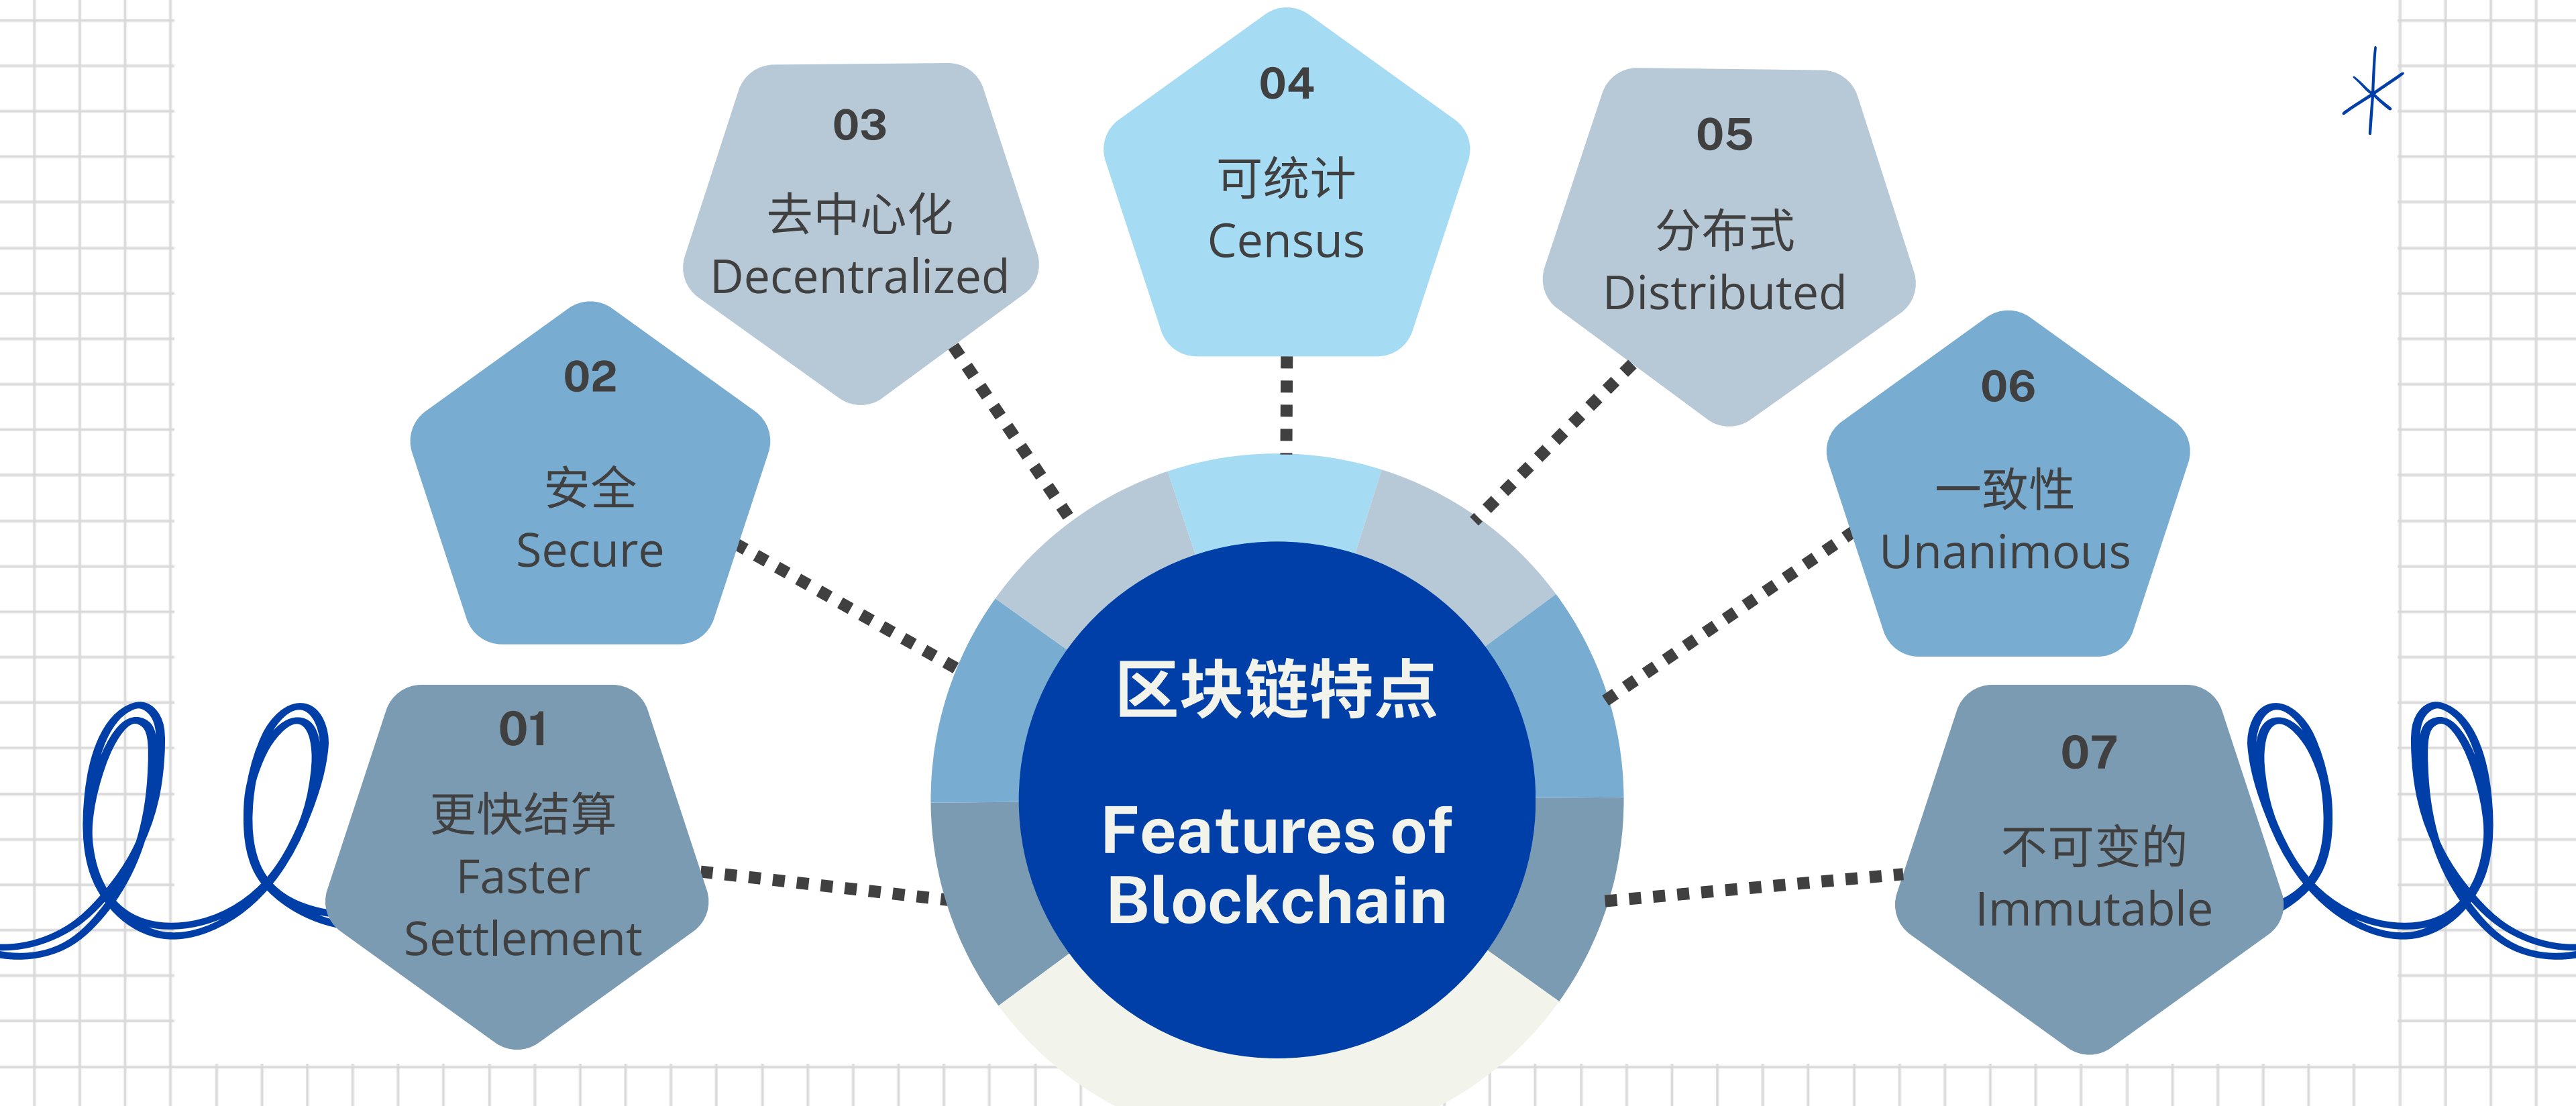 01
更快结算
Faster
Settlement
02
安全
Secure
03
去中心化
Decentralized
04
可统计
Census
05
分布式
Distributed
06
一致性
Unanimous
07
不可变的
Immutable
区块链特点
Features of
Blockchain